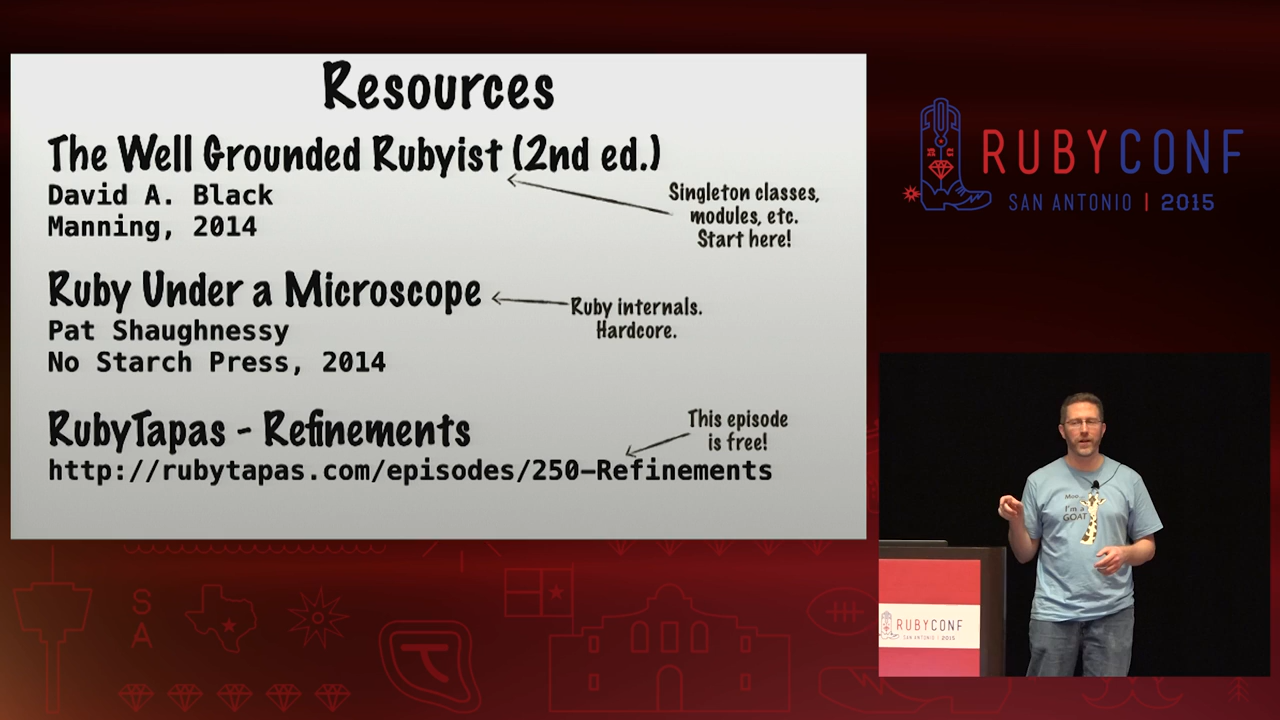 Resources
The Well Grounded Rubyist (2nd ed.)
David A. Black
Manning, 2014
Singleton classes,
modules, etc.
Start here!
Ruby Under a Microscope
Pat Shaughnessy
No Starch Press, 2014
Ruby internals.
Hardcore.
RubyTapas - Refinements
http://rubytapas.com/episodes/250-Refinements
This episode
is free!
RUBYCONF
SAN ANTONIO | 2015
Moo...
I'm a
GOAT
RUBYCONF
SAN ANTONIO | 2015
S
A